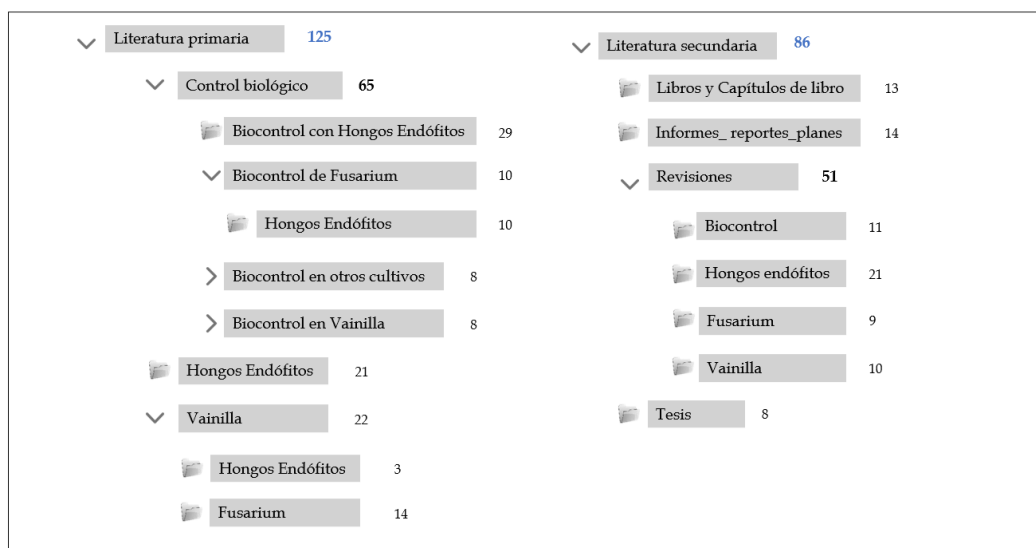 Literatura primaria 125
Control biológico 65
Biocontrol con Hongos Endófitos 29
Biocontrol de Fusarium 10
Hongos Endófitos 10
Biocontrol en otros cultivos 8
Biocontrol en Vainilla 8
Hongos Endófitos 21
Vainilla 22
Hongos Endófitos 3
Fusarium 14
Literatura secundaria 86
Libros y Capítulos de libro 13
Informes_ reportes_planes 14
Revisiones 51
Biocontrol 11
Hongos endófitos 21
Fusarium 9
Vainilla 10
Tesis 8